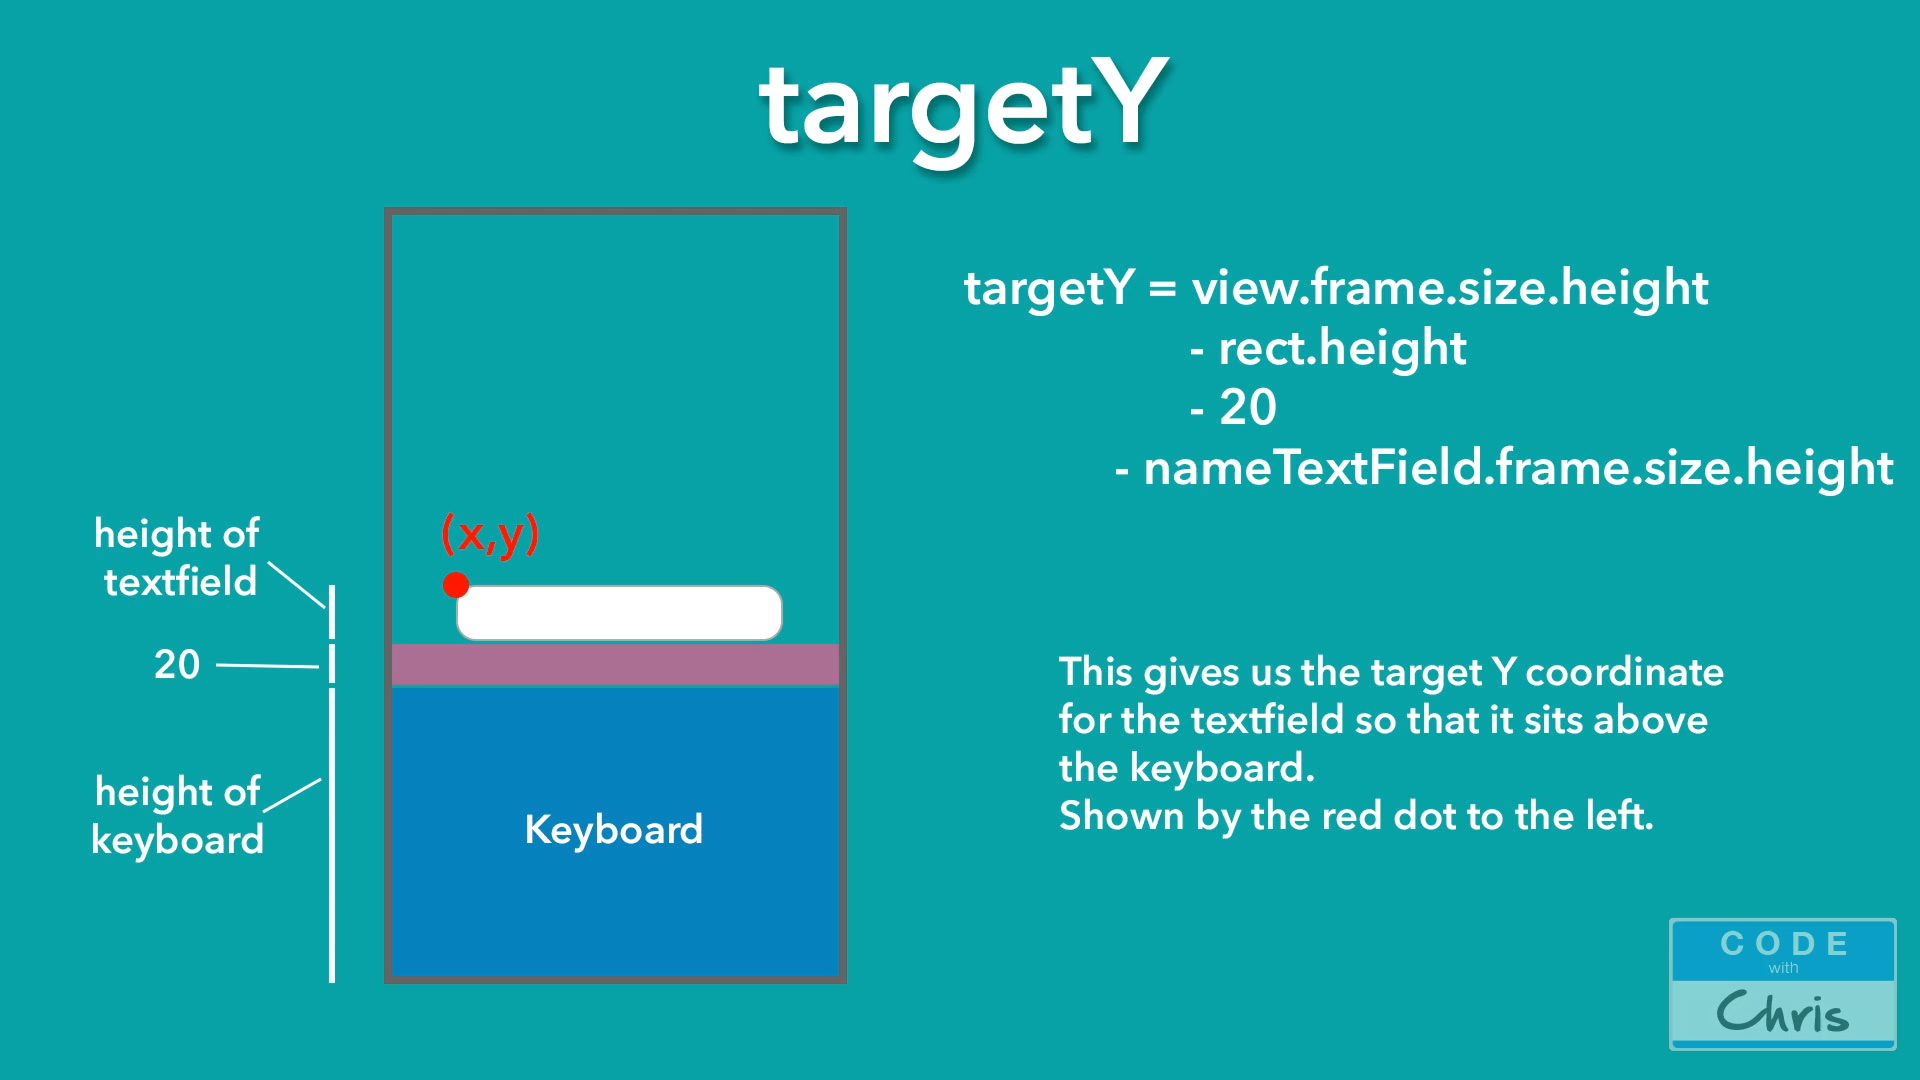 targetY
targetY = view.frame.size.height
- rect.height
- 20
- nameTextField.frame.size.height
(x,y)
height of
textfield
20
height of
keyboard
Keyboard
This gives us the target Y coordinate
for the textfield so that it sits above
the keyboard.
Shown by the red dot to the left.
CODE
with
Chris